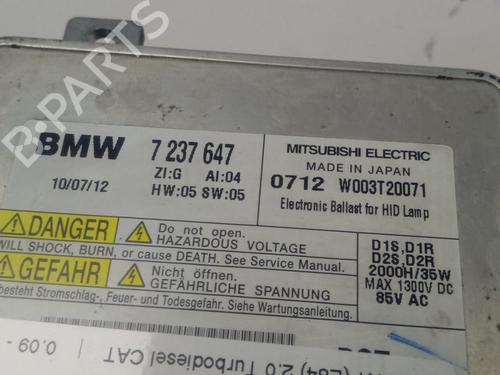 B-PARTS
BMW 7 237 647
10/07/12
ZI:G AI:04
HW:05 SW:05
MITSUBISHI ELECTRIC
MADE IN JAPAN
0712 W003T20071
Electronic Ballast for HID Lamp
DANGER
Do not open.
HAZARDOUS VOLTAGE
WILL SHOCK, BURN, or cause DEATH. See Service Manual.
GEFAHR
Nicht öffnen.
GEFÄHRLICHE SPANNUNG
besteht Stromschlag-, Feuer- und Todesgefahr. Siehe Wartungsanleitung.
D1S, D1R
D2S, D2R
2000H/35W
MAX 1300V DC
85V AC
2.0 Turbodiesel CAT
0.09 -